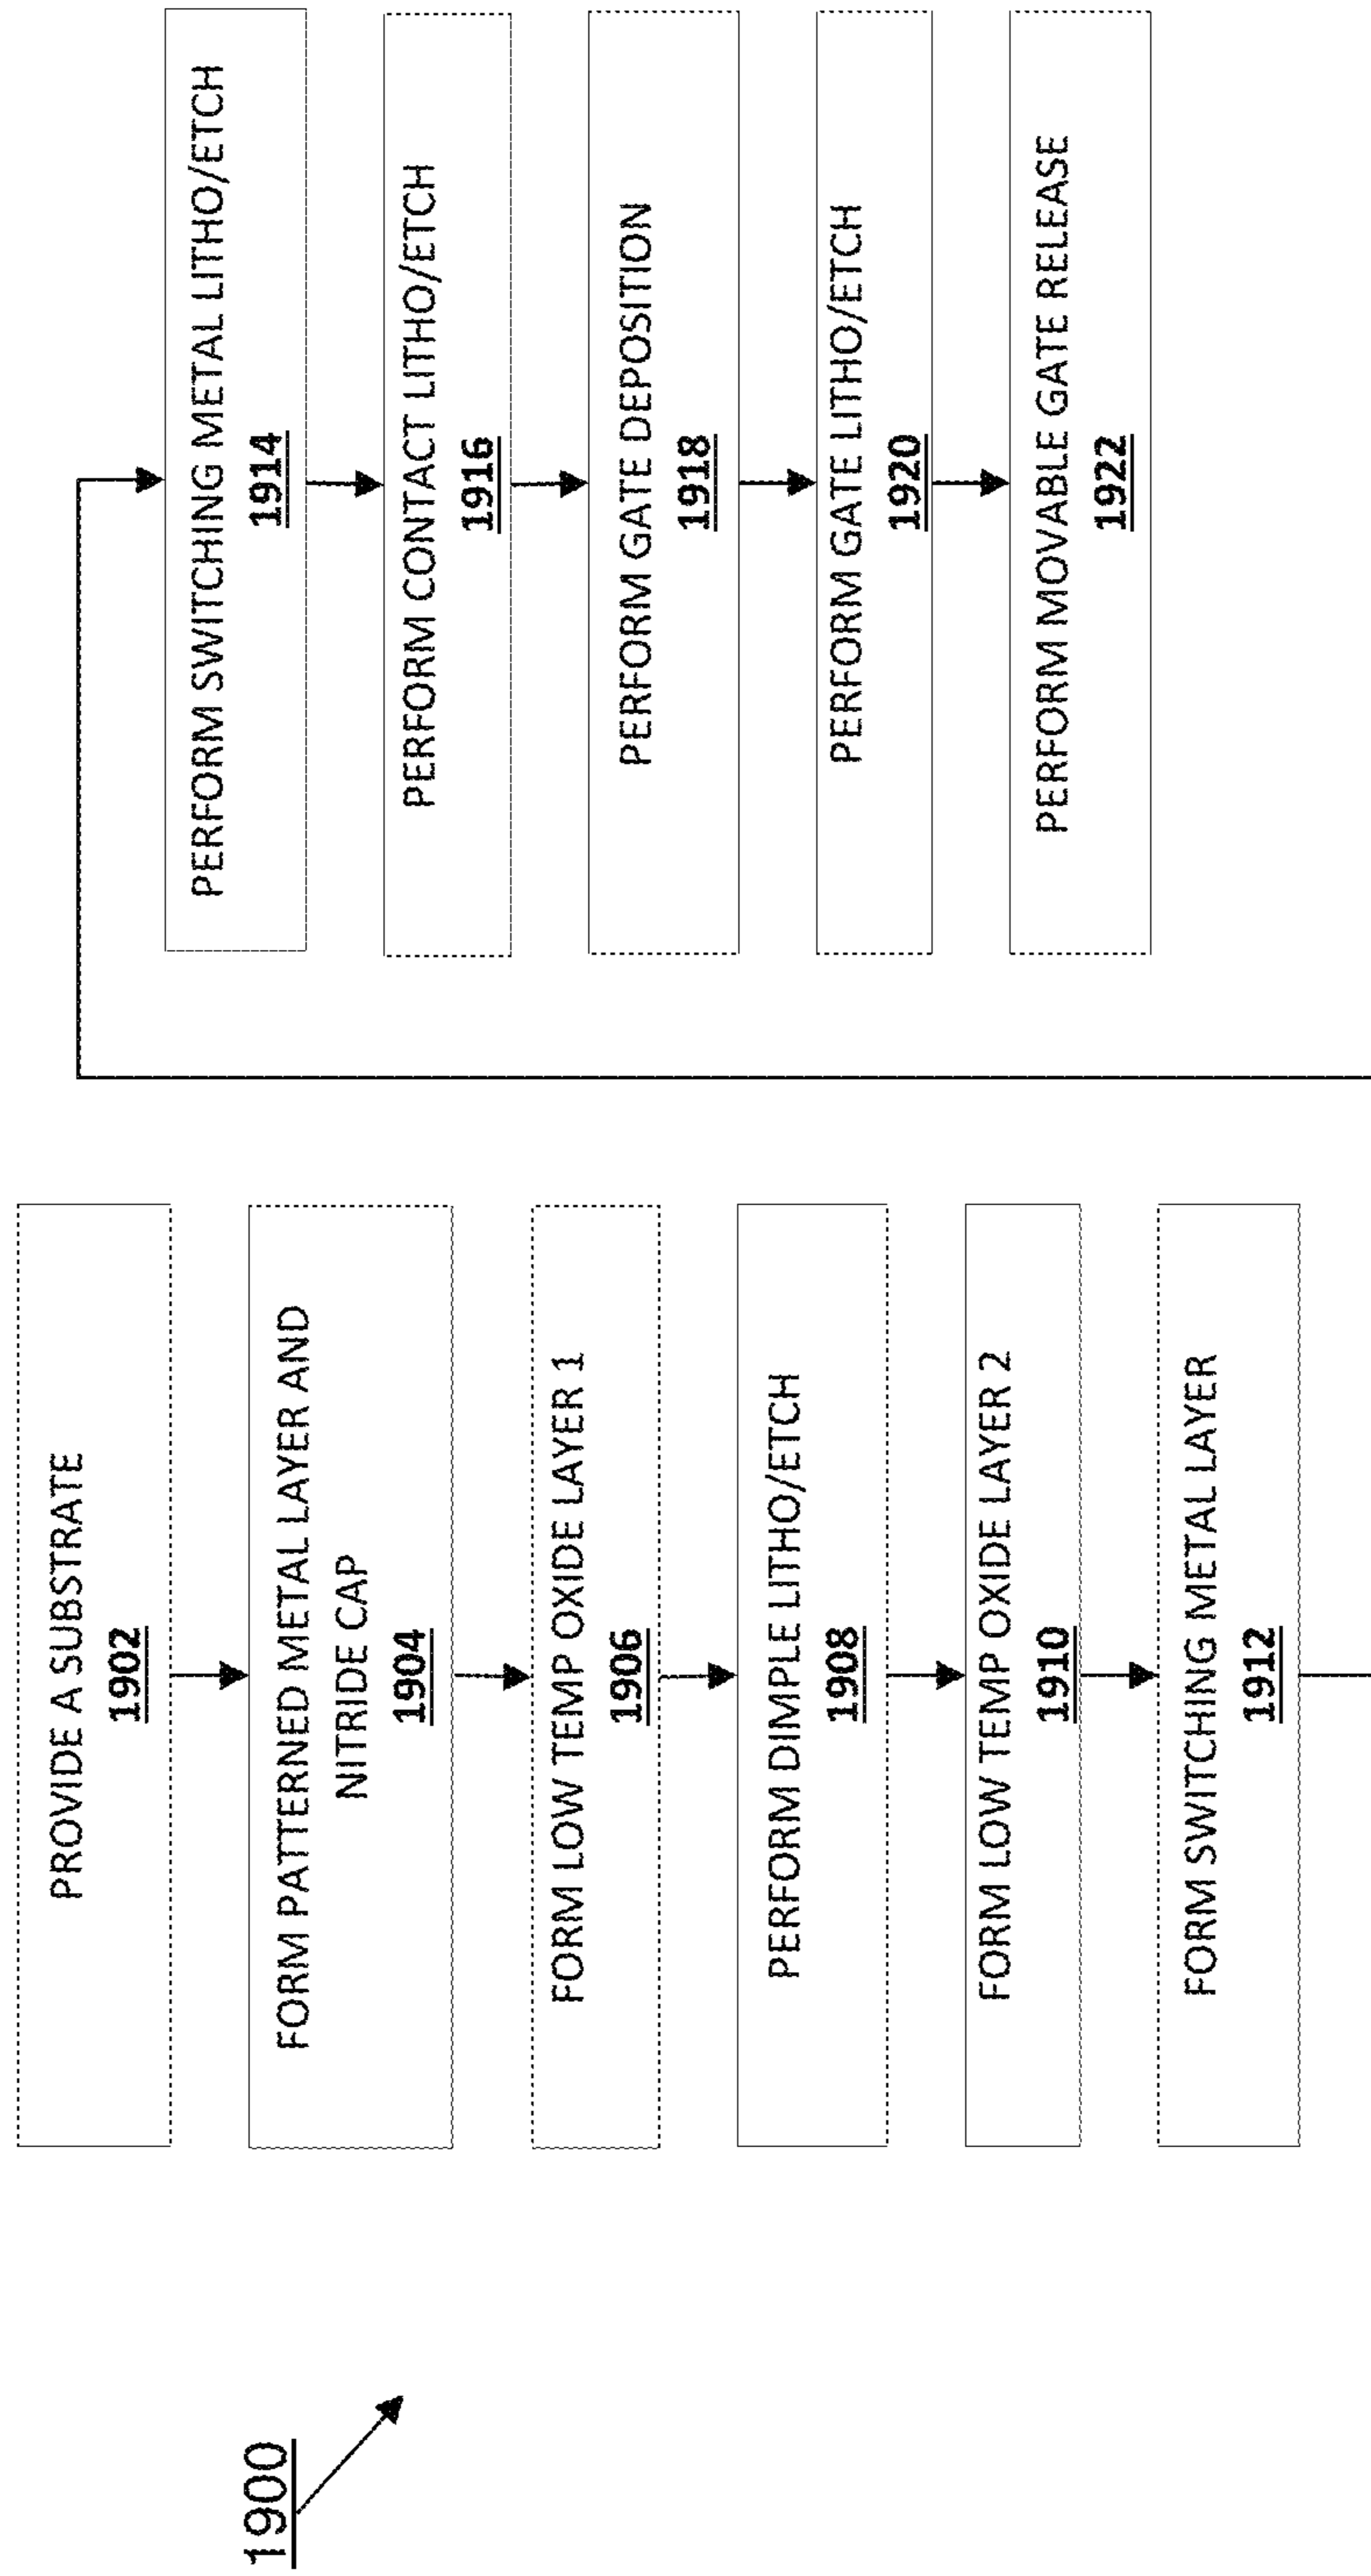 1900
PROVIDE A SUBSTRATE
1902
FORM PATTERNED METAL LAYER AND
NITRIDE CAP
1904
FORM LOW TEMP OXIDE LAYER 1
1906
PERFORM DIMPLE LITHO/ETCH
1908
FORM LOW TEMP OXIDE LAYER 2
1910
FORM SWITCHING METAL LAYER
1912
PERFORM SWITCHING METAL LITHO/ETCH
1914
PERFORM CONTACT LITHO/ETCH
1916
PERFORM GATE DEPOSITION
1918
PERFORM GATE LITHO/ETCH
1920
PERFORM MOVABLE GATE RELEASE
1922